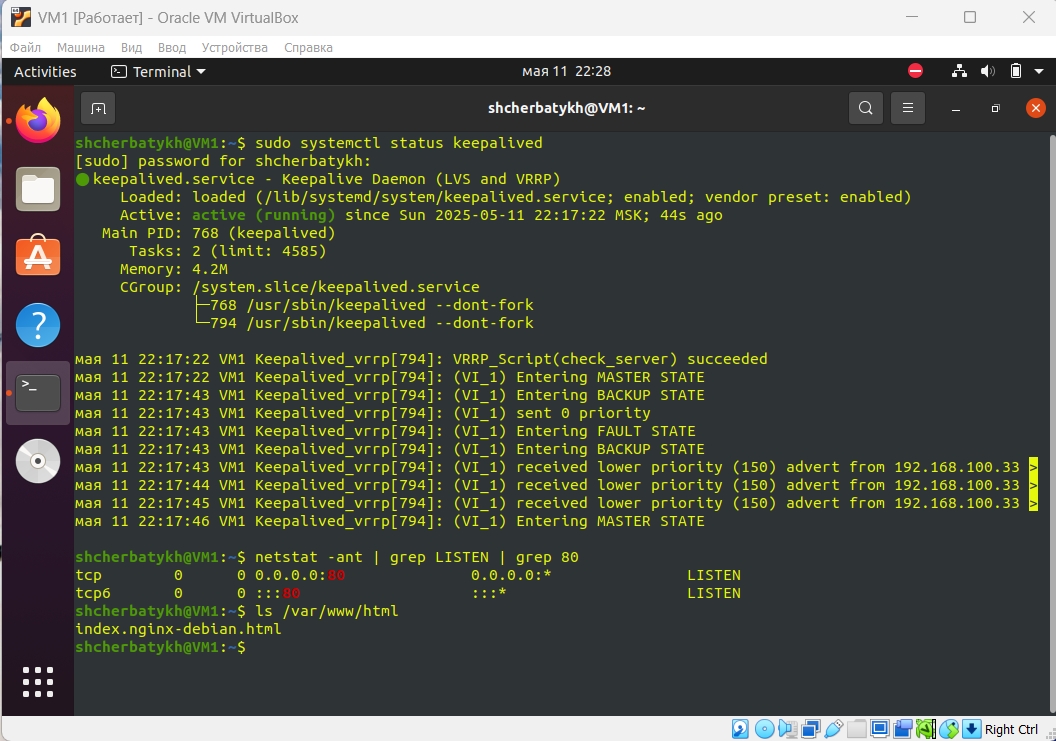 VM1 [Работает] - Oracle VM VirtualBox
Файл Машина Вид Ввод Устройства Справка
Activities Terminal мая 11 22:28
shcherbatykh@VM1: ~
shcherbatykh@VM1:~$ sudo systemctl status keepalived
[sudo] password for shcherbatykh:
●keepalived.service - Keepalive Daemon (LVS and VRRP)
Loaded: loaded (/lib/systemd/system/keepalived.service; enabled; vendor preset: enabled)
Active: active (running) since Sun 2025-05-11 22:17:22 MSK; 44s ago
Main PID: 768 (keepalived)
Tasks: 2 (limit: 4585)
Memory: 4.2M
CGroup: /system.slice/keepalived.service
├─768 /usr/sbin/keepalived --dont-fork
└─794 /usr/sbin/keepalived --dont-fork
мая 11 22:17:22 VM1 Keepalived_vrrp[794]: VRRP_Script(check_server) succeeded
мая 11 22:17:22 VM1 Keepalived_vrrp[794]: (VI_1) Entering MASTER STATE
мая 11 22:17:43 VM1 Keepalived_vrrp[794]: (VI_1) Entering BACKUP STATE
мая 11 22:17:43 VM1 Keepalived_vrrp[794]: (VI_1) sent 0 priority
мая 11 22:17:43 VM1 Keepalived_vrrp[794]: (VI_1) Entering FAULT STATE
мая 11 22:17:43 VM1 Keepalived_vrrp[794]: (VI_1) Entering BACKUP STATE
мая 11 22:17:43 VM1 Keepalived_vrrp[794]: (VI_1) received lower priority (150) advert from 192.168.100.33 >
мая 11 22:17:44 VM1 Keepalived_vrrp[794]: (VI_1) received lower priority (150) advert from 192.168.100.33 >
мая 11 22:17:45 VM1 Keepalived_vrrp[794]: (VI_1) received lower priority (150) advert from 192.168.100.33 >
мая 11 22:17:46 VM1 Keepalived_vrrp[794]: (VI_1) Entering MASTER STATE
shcherbatykh@VM1:~$ netstat -ant | grep LISTEN | grep 80
tcp 0 0 0.0.0.0:80 0.0.0.0:* LISTEN
tcp6 0 0 :::80 :::* LISTEN
shcherbatykh@VM1:~$ ls /var/www/html
index.nginx-debian.html
shcherbatykh@VM1:~$
Right Ctrl